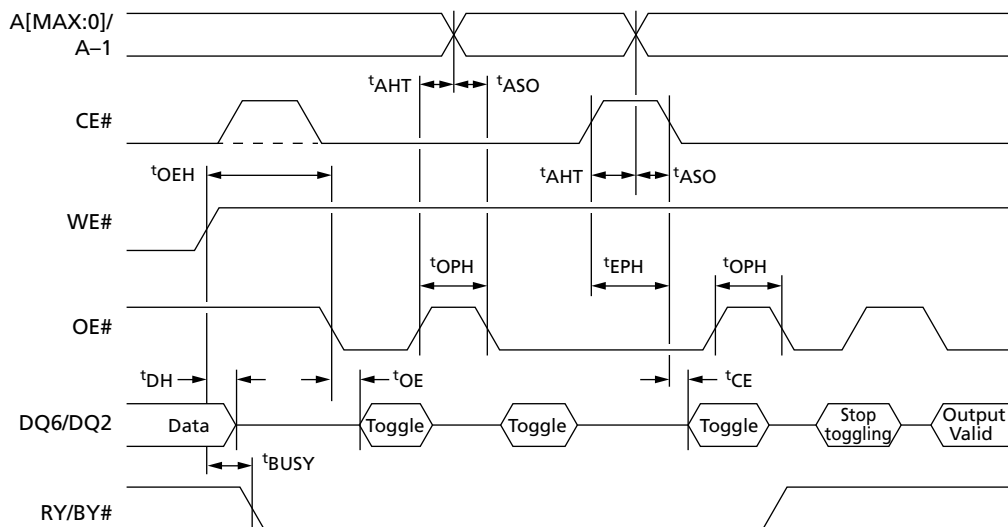 A[MAX:0]/
A–1
tAHT
tASO
CE#
tOEH
tAHT
tASO
WE#
tOPH
tEPH
tOPH
OE#
tDH
tOE
tCE
DQ6/DQ2
Data
Toggle
Toggle
Toggle
Stop
toggling
Output
Valid
tBUSY
RY/BY#